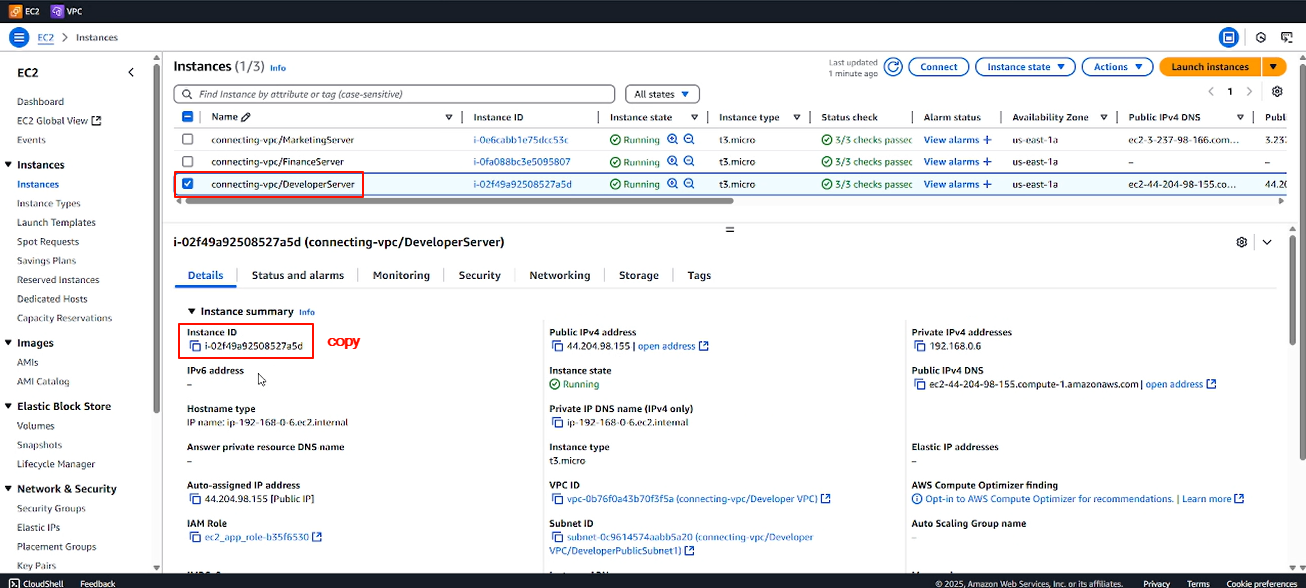 EC2 VPC
EC2 > Instances
EC2
Dashboard
EC2 Global View
Events
Instances
Instances
Instance Types
Launch Templates
Spot Requests
Savings Plans
Reserved Instances
Dedicated Hosts
Capacity Reservations
Images
AMIs
AMI Catalog
Elastic Block Store
Volumes
Snapshots
Lifecycle Manager
Network & Security
Security Groups
Elastic IPs
Placement Groups
Key Pairs
Instances (1/3) Info
Last updated
1 minute ago
Connect Instance state Actions Launch instances
Find Instance by attribute or tag (case-sensitive) All states 1
Name Instance ID Instance state Instance type Status check Alarm status Availability Zone Public IPv4 DNS Publ
connecting-vpc/MarketingServer i-0e6cabb1e75dcc53c Running t3.micro 3/3 checks passed View alarms + us-east-1a ec2-3-237-98-166.com... 3.237
connecting-vpc/FinanceServer i-0fa088bc3e5095807 Running t3.micro 3/3 checks passed View alarms + us-east-1a – –
connecting-vpc/DeveloperServer i-02f49a92508527a5d Running t3.micro 3/3 checks passed View alarms + us-east-1a ec2-44-204-98-155.co... 44.20
i-02f49a92508527a5d (connecting-vpc/DeveloperServer)
Details Status and alarms Monitoring Security Networking Storage Tags
Instance summary Info
Instance ID
i-02f49a92508527a5d
copy
Public IPv4 address
44.204.98.155 | open address
Private IPv4 addresses
192.168.0.6
IPv6 address
–
Instance state
Running
Public IPv4 DNS
ec2-44-204-98-155.compute-1.amazonaws.com | open address
Hostname type
IP name: ip-192-168-0-6.ec2.internal
Private IP DNS name (IPv4 only)
ip-192-168-0-6.ec2.internal
Answer private resource DNS name
–
Instance type
t3.micro
Elastic IP addresses
–
Auto-assigned IP address
44.204.98.155 [Public IP]
VPC ID
vpc-0b76f0a43b70f3f5a (connecting-vpc/Developer VPC)
AWS Compute Optimizer finding
Opt-in to AWS Compute Optimizer for recommendations. | Learn more
IAM Role
ec2_app_role-b35f6530
Subnet ID
subnet-0c9614574aabb5a20 (connecting-vpc/Developer
VPC/DeveloperPublicSubnet1)
Auto Scaling Group name
–
CloudShell Feedback © 2025, Amazon Web Services, Inc. or its affiliates. Privacy Terms Cookie preferences